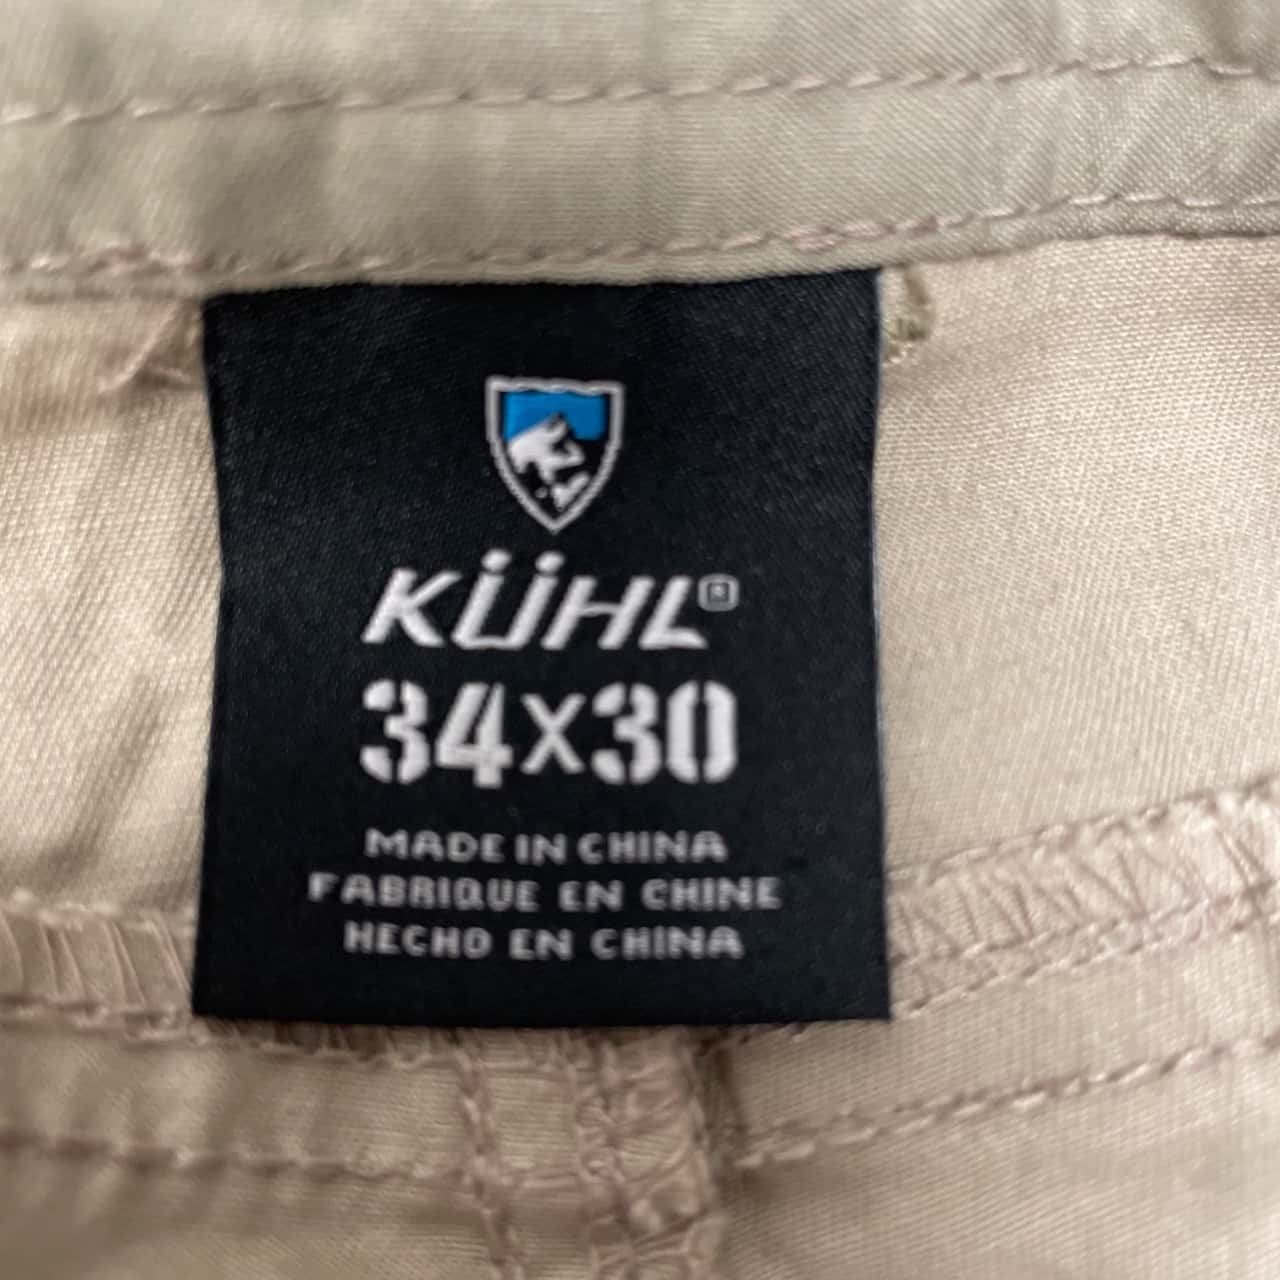 KÜHL®
34X30
MADE IN CHINA
FABRIQUE EN CHINE
HECHO EN CHINA